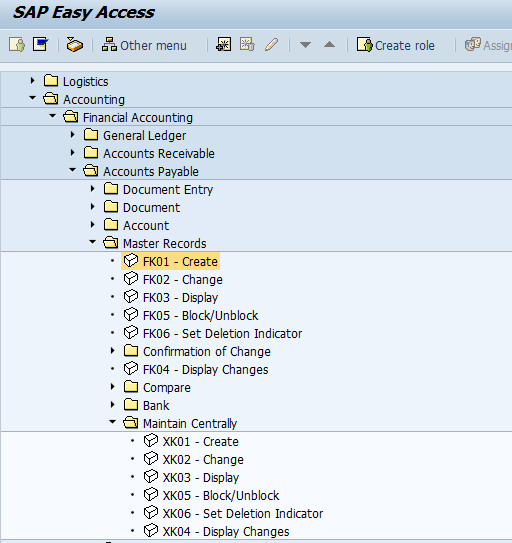 SAP Easy Access
Other menu Create role Assig
Logistics
Accounting
Financial Accounting
General Ledger
Accounts Receivable
Accounts Payable
Document Entry
Document
Account
Master Records
FK01 - Create
FK02 - Change
FK03 - Display
FK05 - Block/Unblock
FK06 - Set Deletion Indicator
Confirmation of Change
FK04 - Display Changes
Compare
Bank
Maintain Centrally
XK01 - Create
XK02 - Change
XK03 - Display
XK05 - Block/Unblock
XK06 - Set Deletion Indicator
XK04 - Display Changes